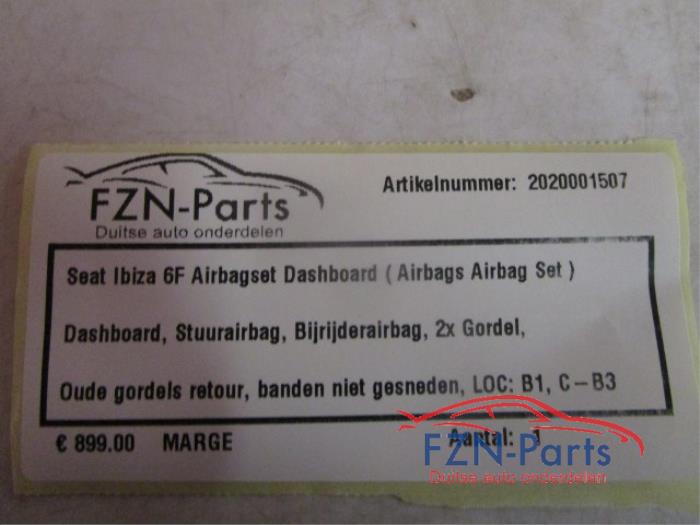 FZN-Parts
Duitse auto onderdelen
Artikelnummer: 2020001507
Seat Ibiza 6F Airbagset Dashboard ( Airbags Airbag Set )
Dashboard, Stuurairbag, Bijrijderairbag, 2x Gordel,
Oude gordels retour, banden niet gesneden, LOC: B1, C-B3
€ 899.00 MARGE Aantal: 1
FZN-Parts
Duitse auto onderdelen